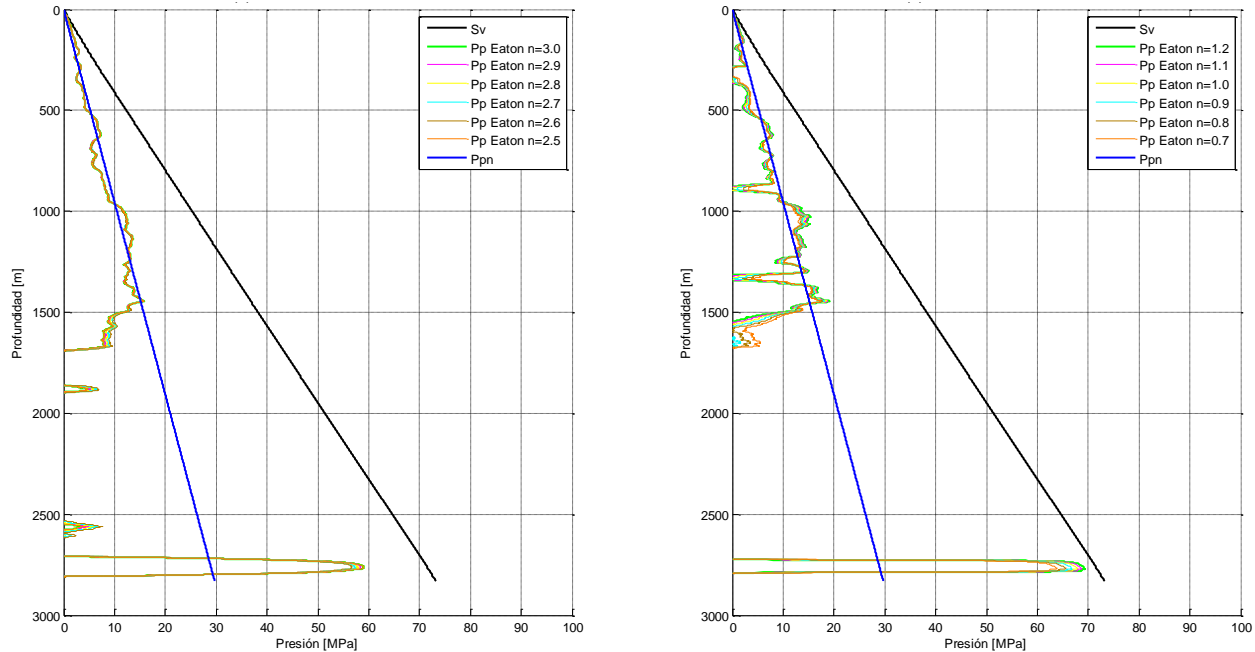 Sv
Pp Eaton n=3.0
Pp Eaton n=2.9
Pp Eaton n=2.8
Pp Eaton n=2.7
Pp Eaton n=2.6
Pp Eaton n=2.5
Ppn
0
500
1000
1500
2000
2500
3000
Profundidad [m]
0 10 20 30 40 50 60 70 80 90 100
Presión [MPa]
Sv
Pp Eaton n=1.2
Pp Eaton n=1.1
Pp Eaton n=1.0
Pp Eaton n=0.9
Pp Eaton n=0.8
Pp Eaton n=0.7
Ppn
0
500
1000
1500
2000
2500
3000
Profundidad [m]
0 10 20 30 40 50 60 70 80 90 100
Presión [MPa]